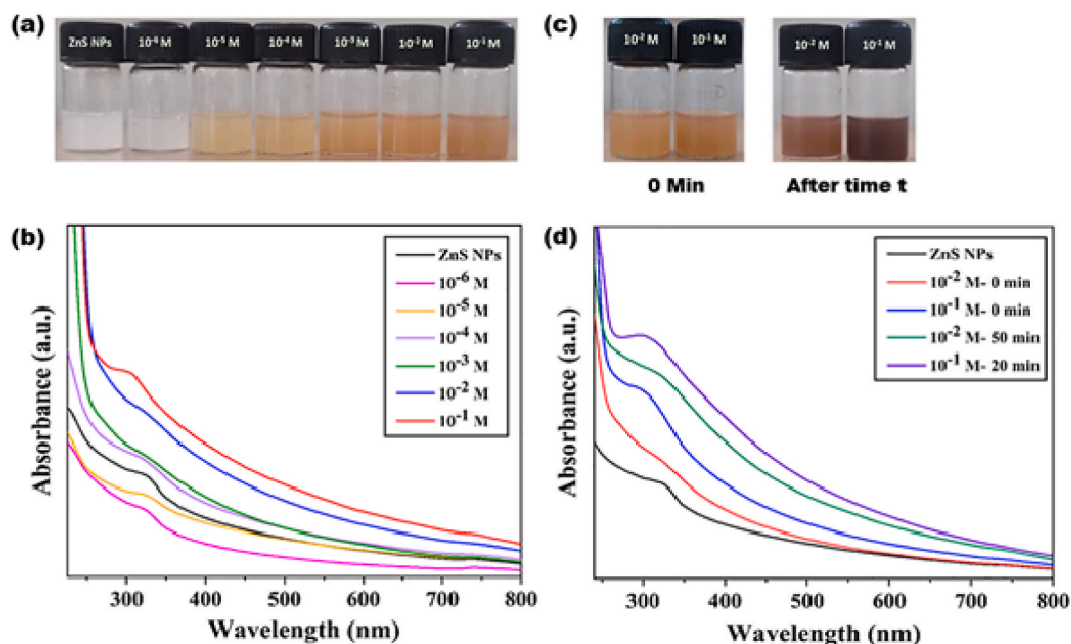 (a)
ZnS NPs
10⁻⁶ M
10⁻⁵ M
10⁻⁴ M
10⁻³ M
10⁻² M
10⁻¹ M
(c)
10⁻² M
10⁻¹ M
10⁻² M
10⁻¹ M
0 Min
After time t
(b)
ZnS NPs
10⁻⁶ M
10⁻⁵ M
10⁻⁴ M
10⁻³ M
10⁻² M
10⁻¹ M
Absorbance (a.u.)
300 400 500 600 700 800
Wavelength (nm)
(d)
ZnS NPs
10⁻² M- 0 min
10⁻¹ M- 0 min
10⁻² M- 50 min
10⁻¹ M- 20 min
Absorbance (a.u.)
300 400 500 600 700 800
Wavelength (nm)